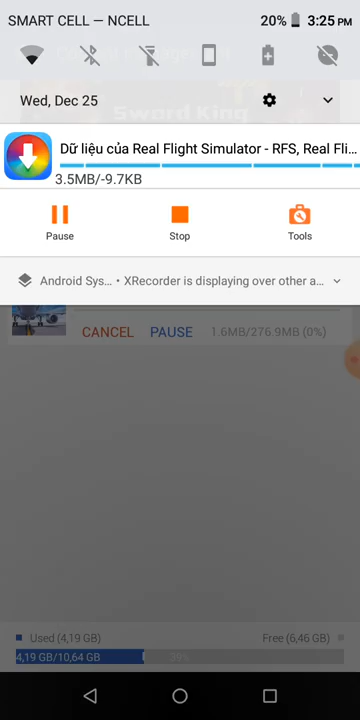 SMART CELL — NCELL 20% 3:25 PM
Wed, Dec 25
Sword King
Dữ liệu của Real Flight Simulator - RFS, Real Fli...
3.5MB/-9.7KB
Pause Stop Tools
Android Sys... • XRecorder is displaying over other a...
CANCEL PAUSE 1.6MB/276.9MB (0%)
Used (4,19 GB) Free (6,46 GB)
4,19 GB/10,64 GB 39%